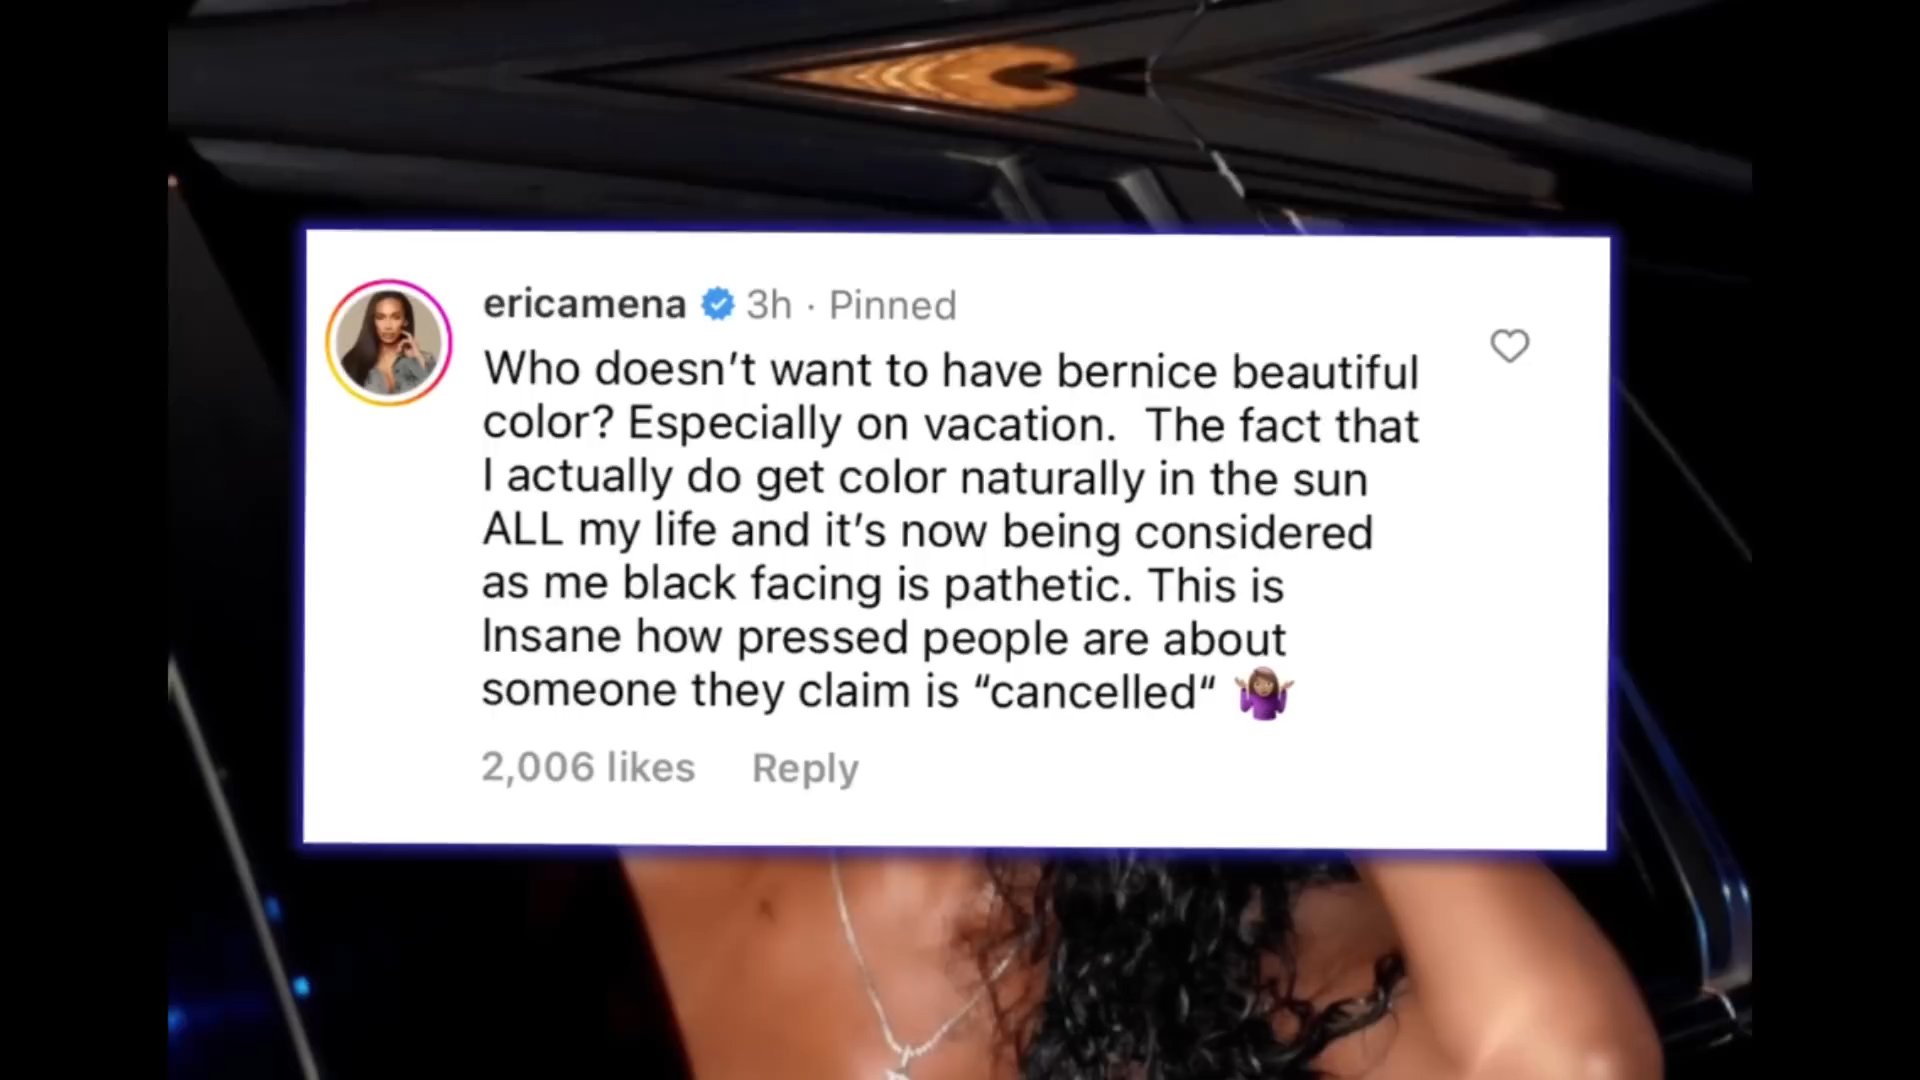 ericamena 3h · Pinned
Who doesn’t want to have bernice beautiful
color? Especially on vacation.  The fact that
I actually do get color naturally in the sun
ALL my life and it’s now being considered
as me black facing is pathetic. This is
Insane how pressed people are about
someone they claim is “cancelled“ 🤷🏽‍♀️
2,006 likes Reply